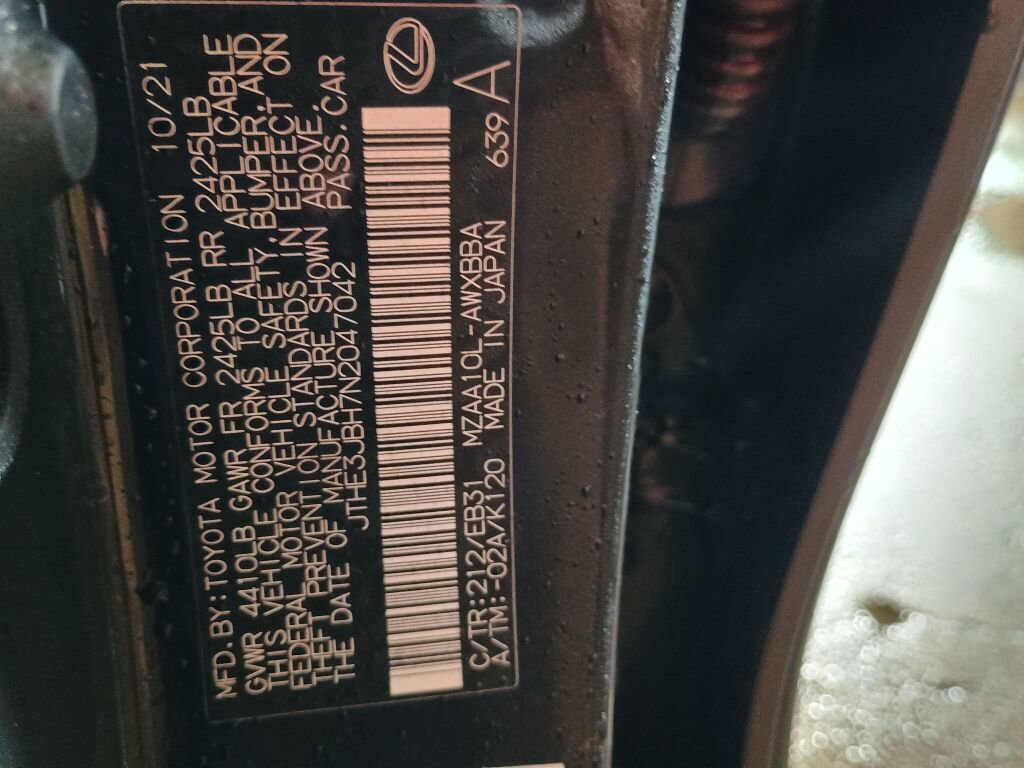 MFD.BY:TOYOTA MOTOR CORPORATION 10/21
GVWR 4410LB GAWR FR 2425LB RR 2425LB
THIS VEHICLE CONFORMS TO ALL APPLICABLE
FEDERAL MOTOR VEHICLE SAFETY, BUMPER, AND
THEFT PREVENTION STANDARDS IN EFFECT ON
THE DATE OF MANUFACTURE SHOWN ABOVE.
JTHE3JBH7N2047042 PASS.CAR
C/TR:212/EB31 MZAA10L-AWXBBA
A/TM:-02A/K120 MADE IN JAPAN 639 A